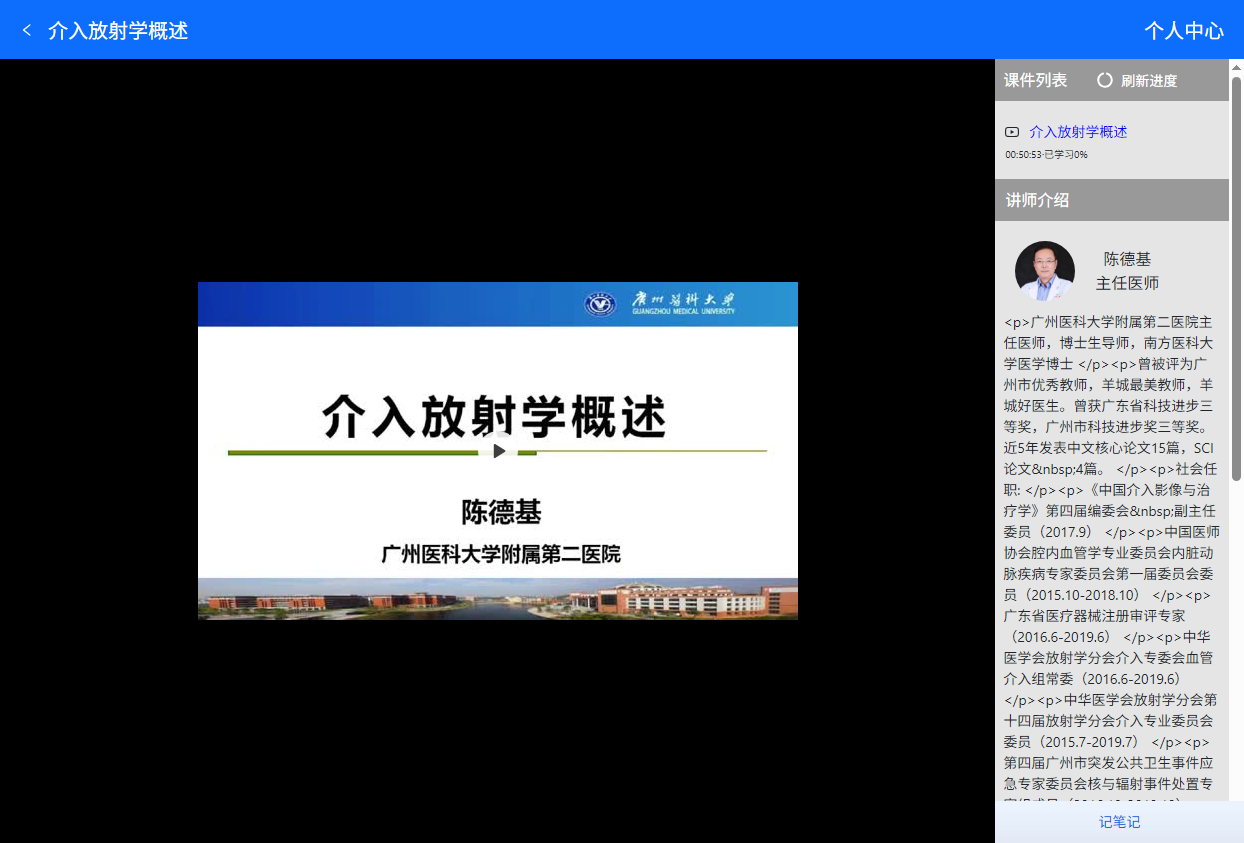 介入放射学概述
个人中心
课件列表
刷新进度
介入放射学概述
00:50:53·已学习0%
讲师介绍
陈德基
主任医师
<p>广州医科大学附属第二医院主
任医师，博士生导师，南方医科大
学医学博士 </p><p>曾被评为广
州市优秀教师，羊城最美教师，羊
城好医生。曾获广东省科技进步三
等奖，广州市科技进步奖三等奖。
近5年发表中文核心论文15篇，SCI
论文&nbsp;4篇。 </p><p>社会任
职: </p><p>《中国介入影像与治
疗学》第四届编委会&nbsp;副主任
委员（2017.9） </p><p>中国医师
协会腔内血管学专业委员会内脏动
脉疾病专家委员会第一届委员会委
员（2015.10-2018.10） </p><p>
广东省医疗器械注册审评专家
（2016.6-2019.6） </p><p>中华
医学会放射学分会介入专委会血管
介入组常委（2016.6-2019.6）
</p><p>中华医学会放射学分会第
十四届放射学分会介入专业委员会
委员（2015.7-2019.7） </p><p>
第四届广州市突发公共卫生事件应
急专家委员会核与辐射事件处置专
记笔记
广州医科大学
GUANGZHOU MEDICAL UNIVERSITY
介入放射学概述
陈德基
广州医科大学附属第二医院